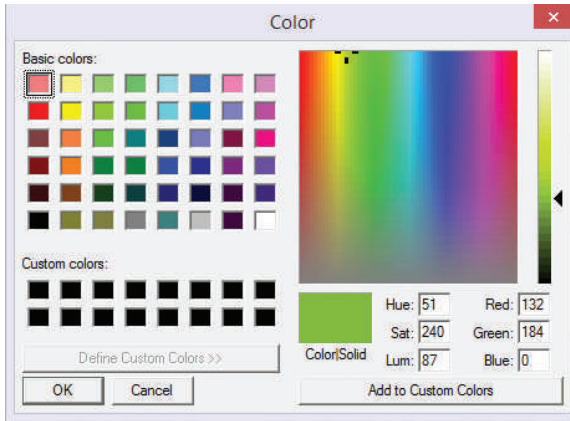 Color
×
Basic colors:
Custom colors:
Define Custom Colors >>
OK Cancel
Color|Solid
Hue: 51 Red: 132
Sat: 240 Green: 184
Lum: 87 Blue: 0
Add to Custom Colors